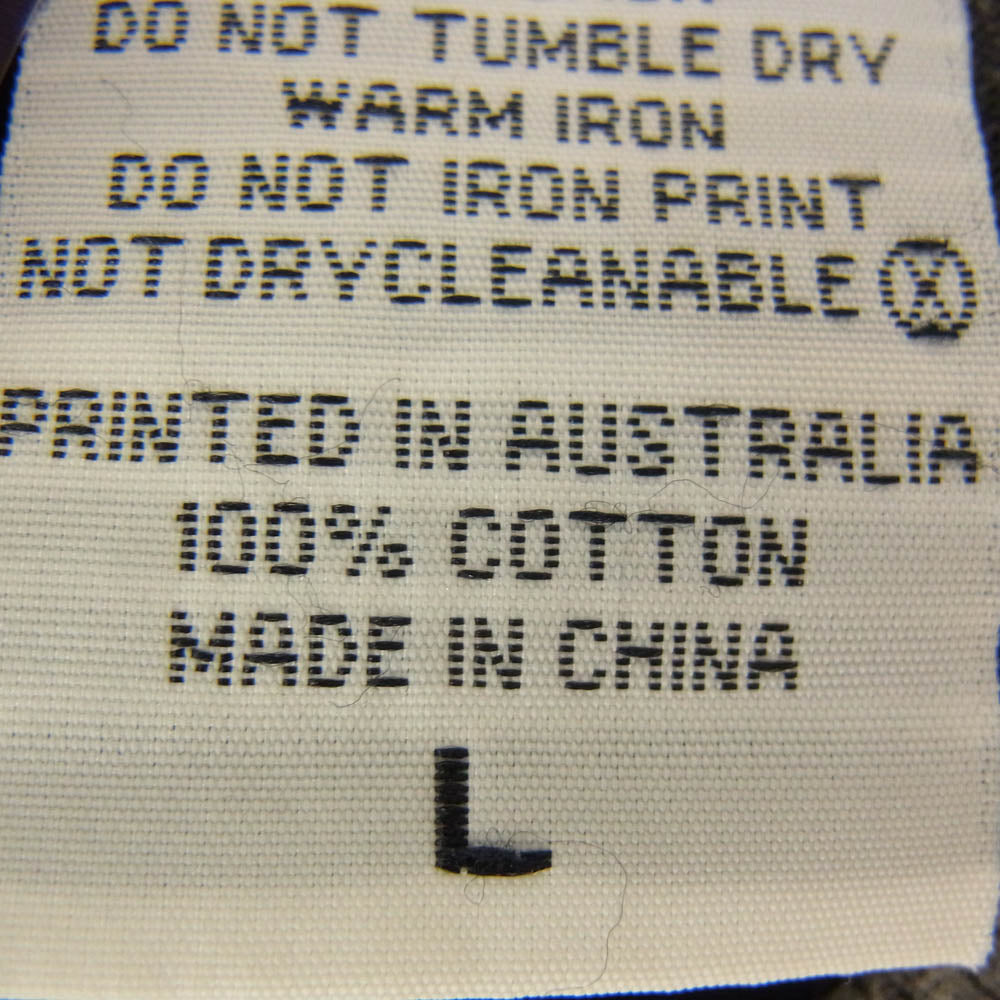 DO NOT TUMBLE DRY
WARM IRON
DO NOT IRON PRINT
NOT DRYCLEANABLE Ⓧ
PRINTED IN AUSTRALIA
100% COTTON
MADE IN CHINA
L